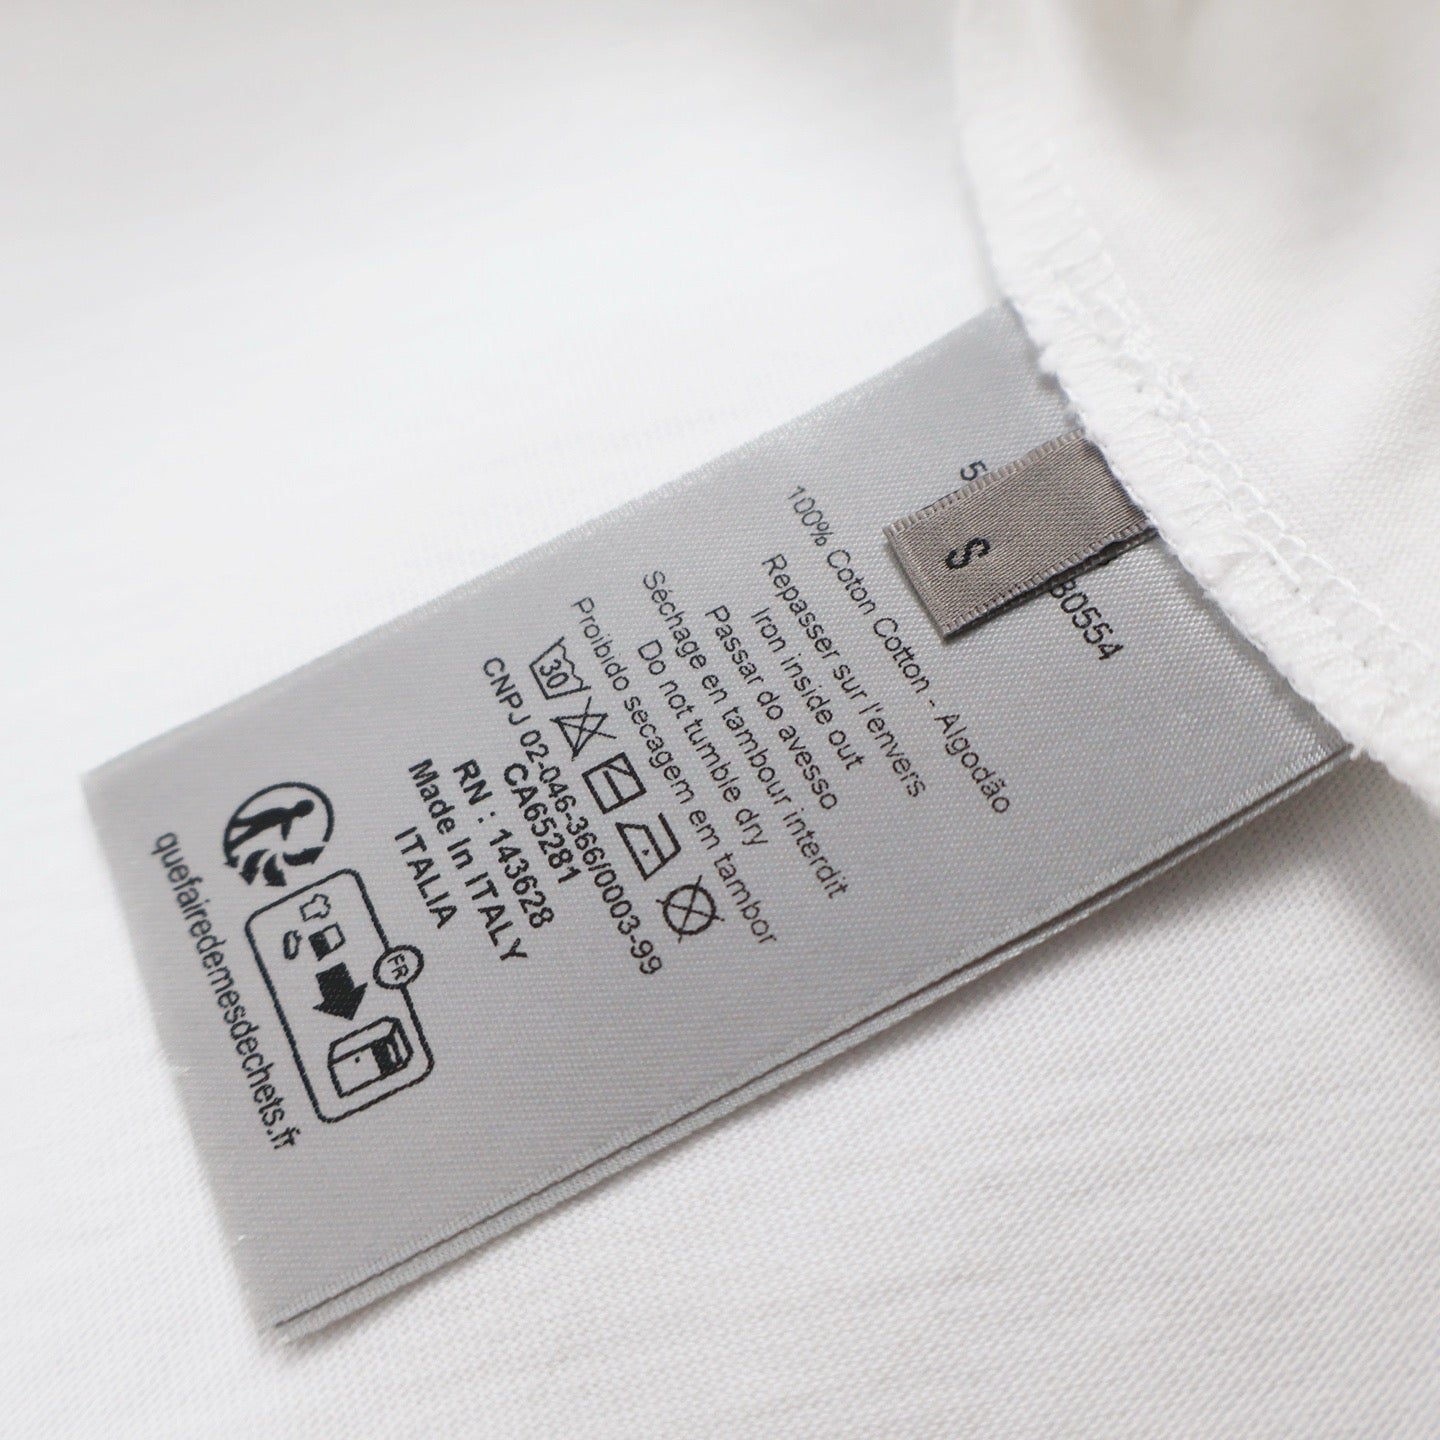 S
80554
100% Coton Cotton - Algodão
Repasser sur l'envers
Iron inside out
Passar do avesso
Séchage en tambour interdit
Do not tumble dry
Proibido secagem em tambor
30
CNPJ 02-046-366/0003-99
CA65281
RN : 143628
Made In ITALY
ITALIA
FR
quefairedemesdechets.fr